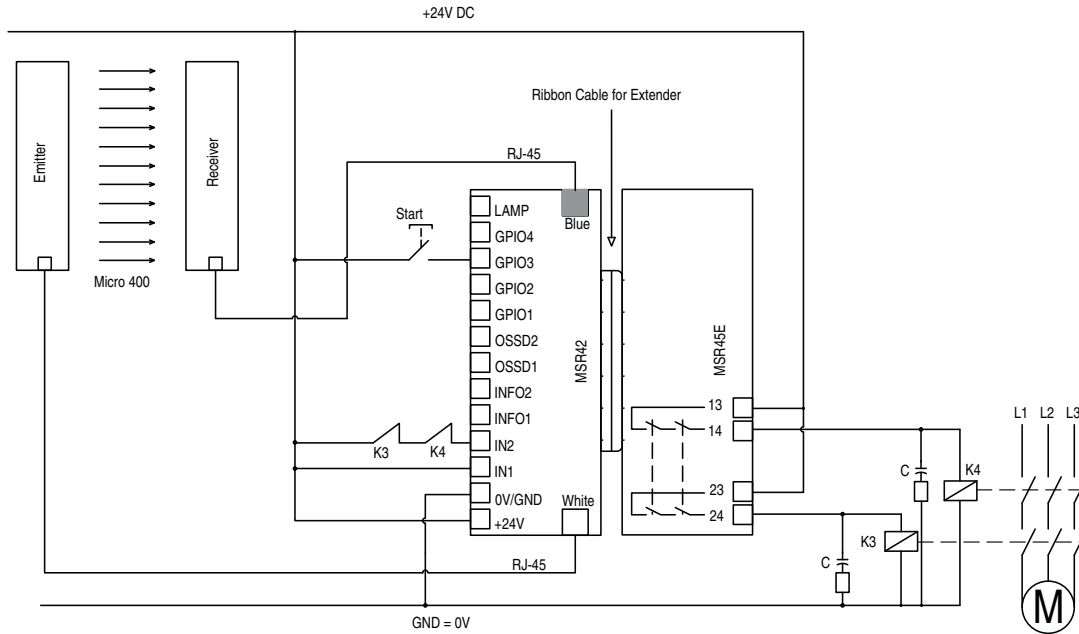 +24V DC
Emitter
Receiver
Micro 400
Ribbon Cable for Extender
RJ-45
Start
LAMP
Blue
GPIO4
GPIO3
GPIO2
GPIO1
OSSD2
OSSD1
INFO2
INFO1
IN2
IN1
0V/GND
+24V
White
MSR42
MSR45E
13
14
23
24
K3
K4
RJ-45
C
K4
C
K3
L1 L2 L3
M
GND = 0V